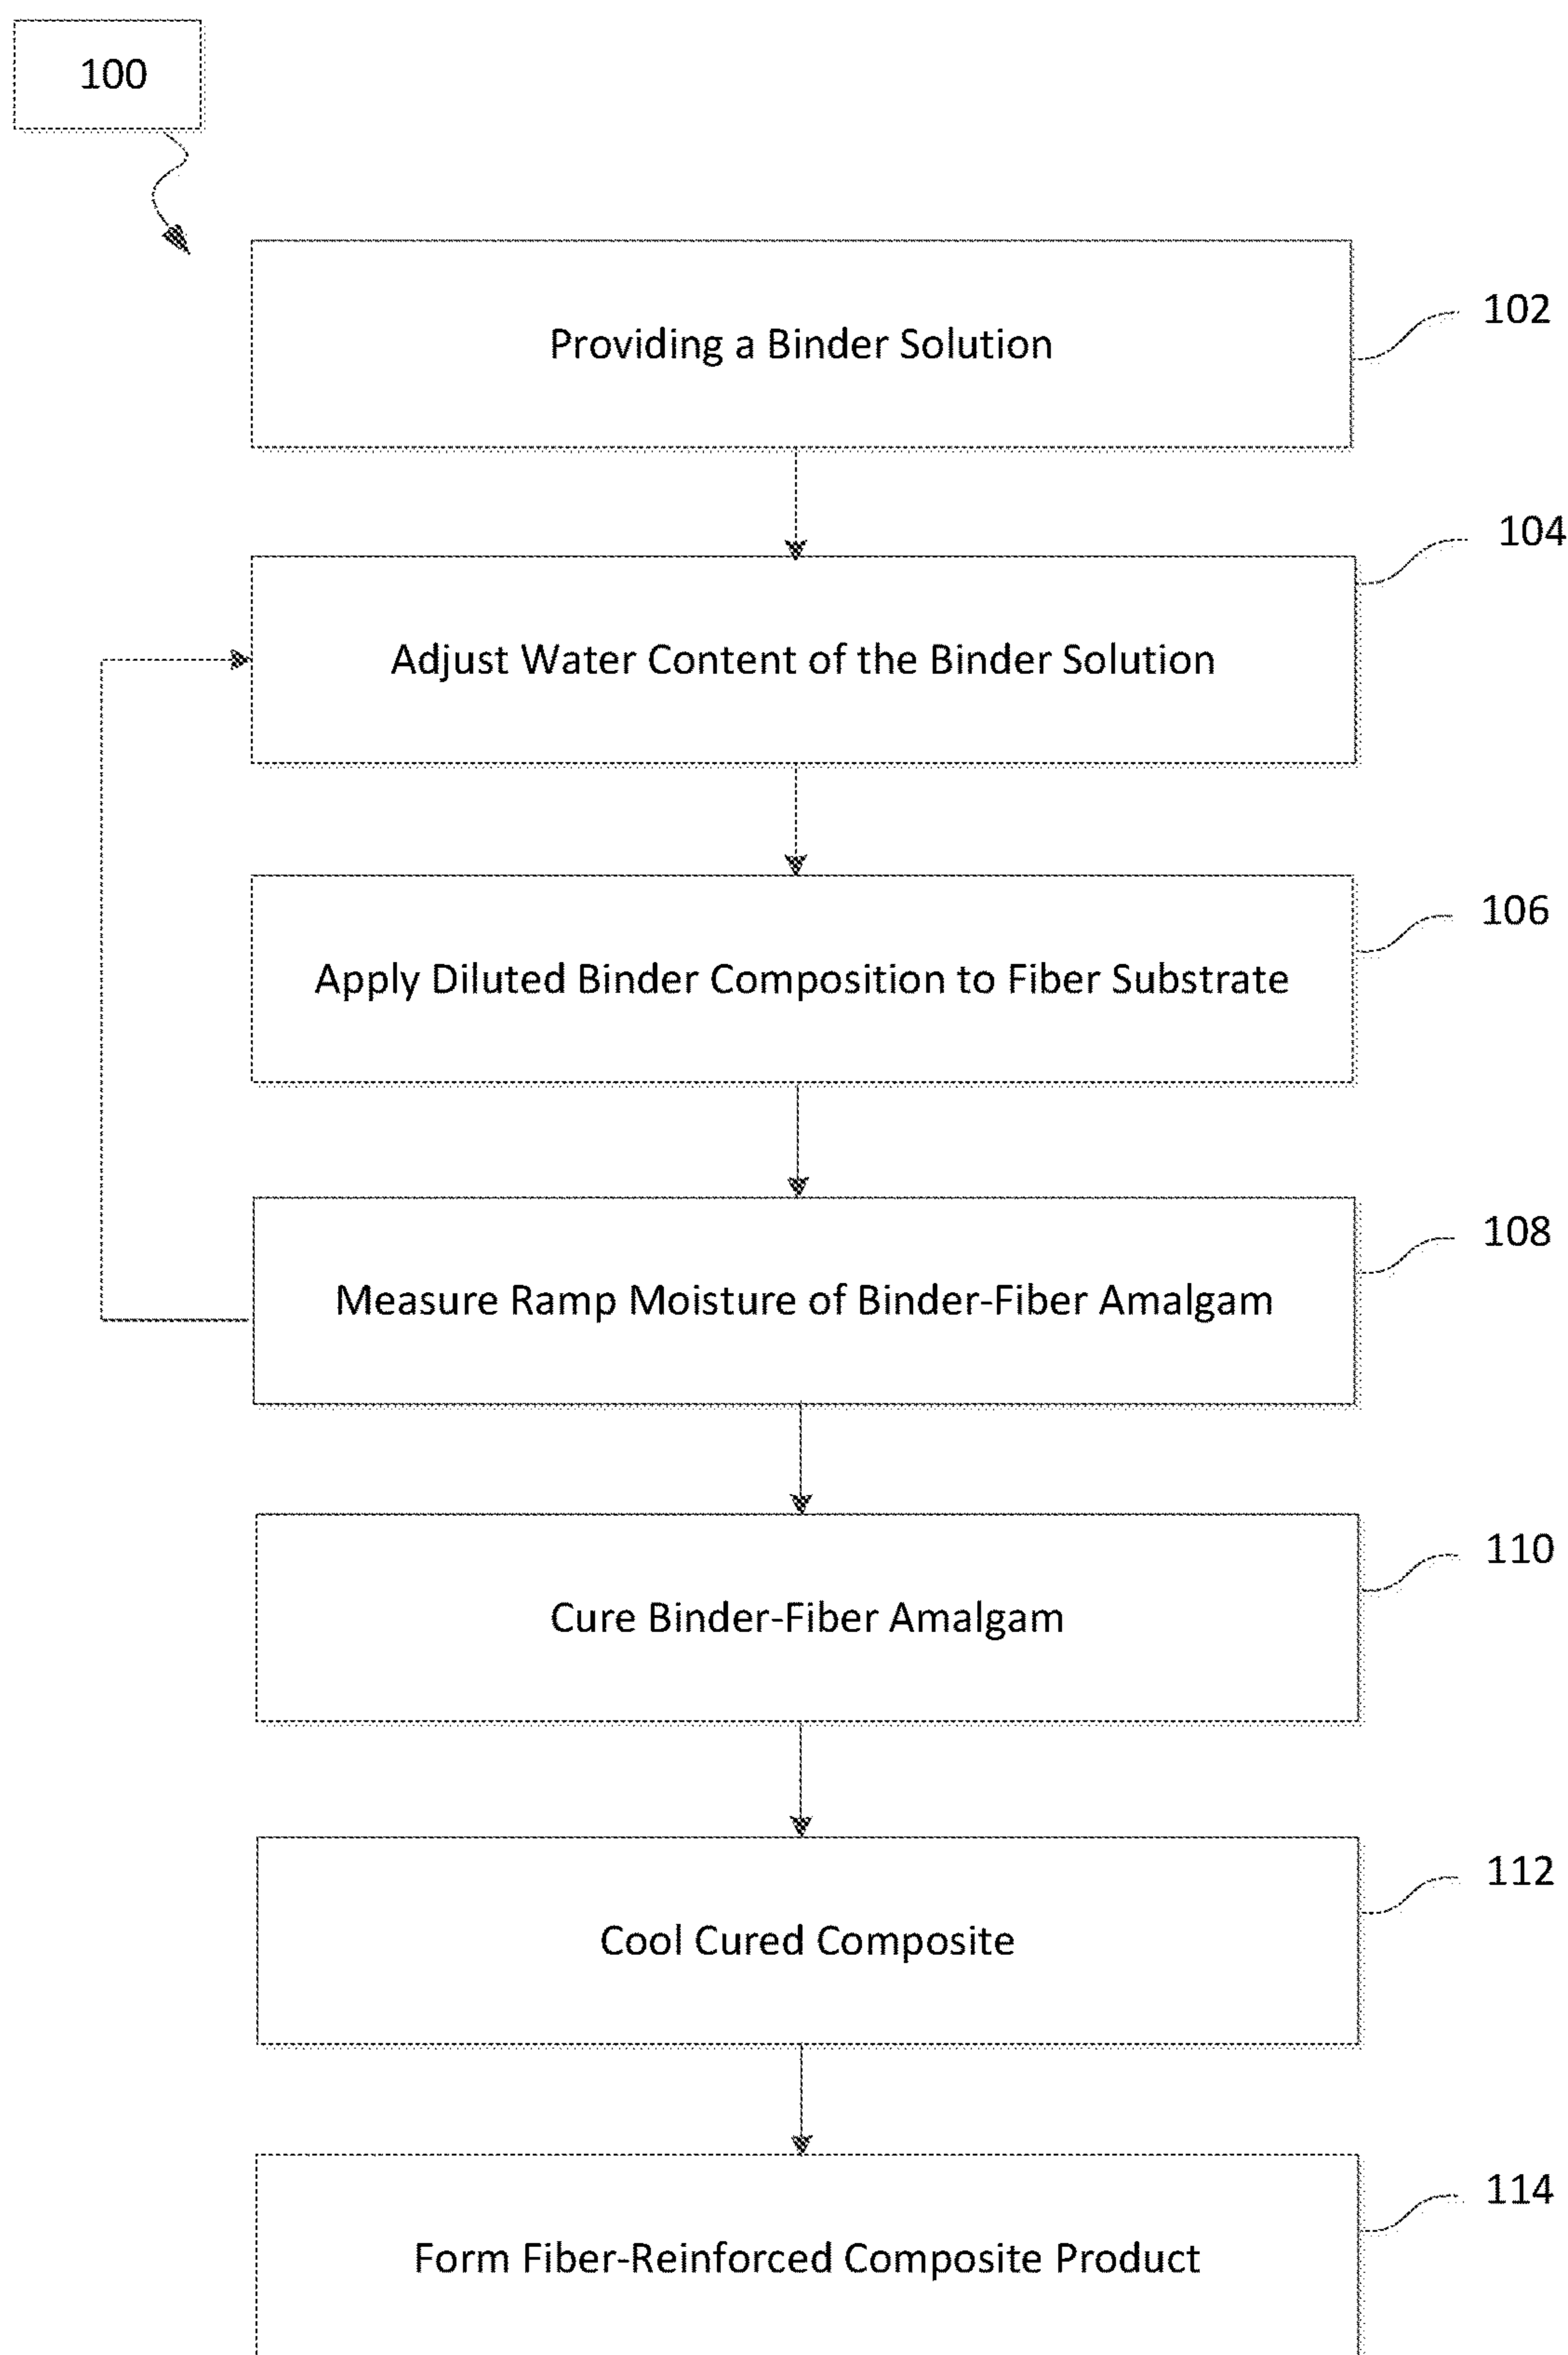 100
Providing a Binder Solution
102
Adjust Water Content of the Binder Solution
104
Apply Diluted Binder Composition to Fiber Substrate
106
Measure Ramp Moisture of Binder-Fiber Amalgam
108
Cure Binder-Fiber Amalgam
110
Cool Cured Composite
112
Form Fiber-Reinforced Composite Product
114